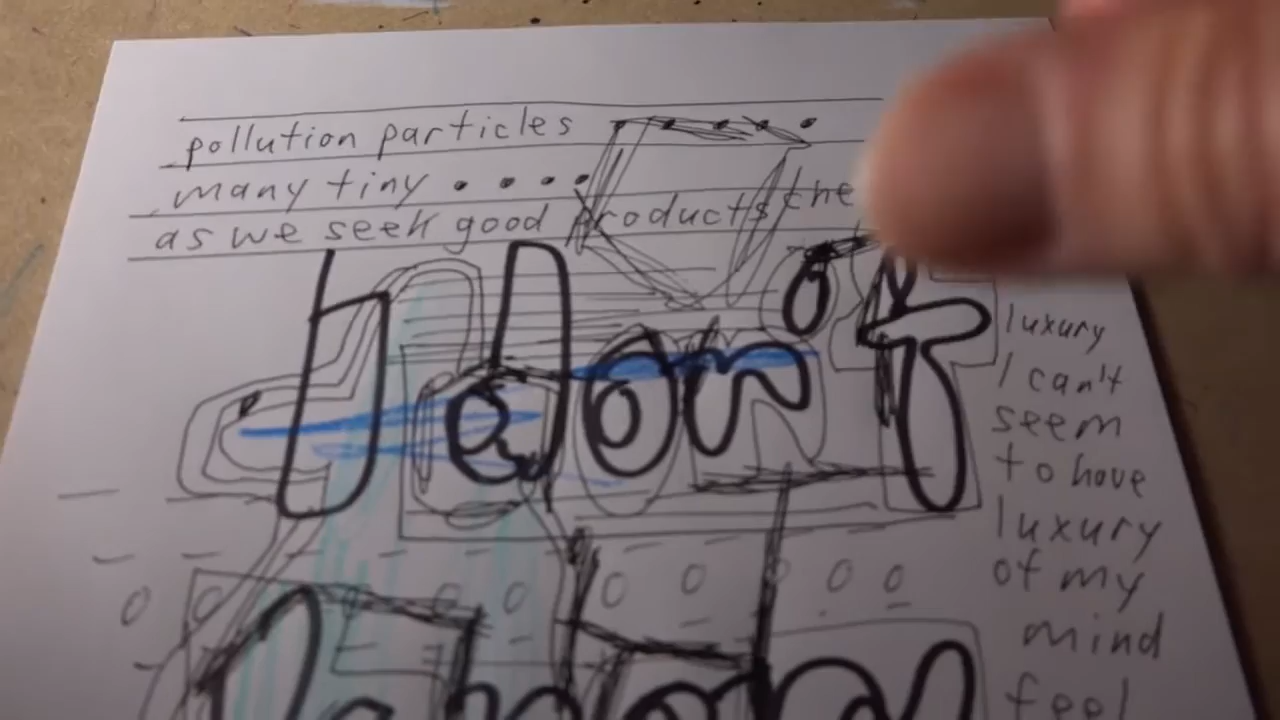 pollution particles
many tiny
as we seek good products the
I don't
luxury
I can't
seem
to have
luxury
of my
mind
feel